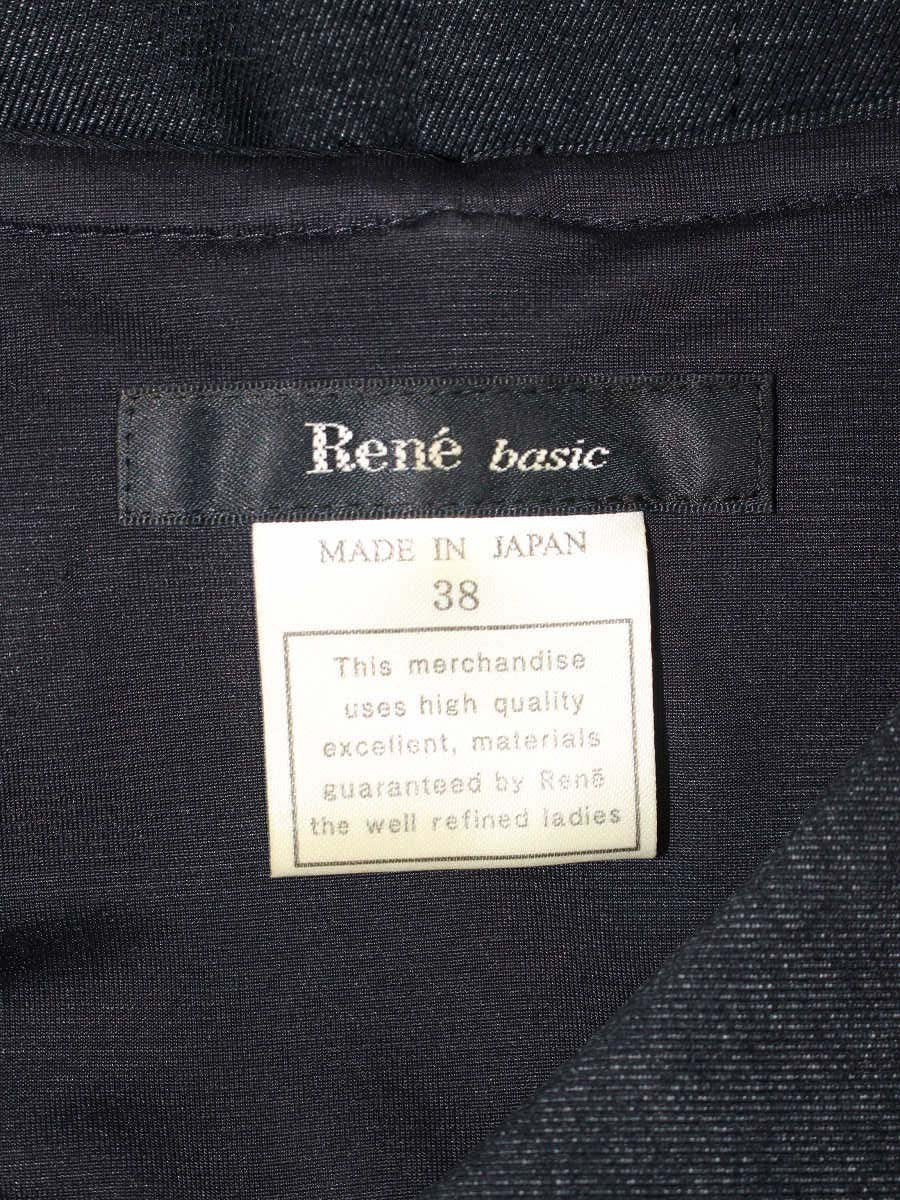 René basic
MADE IN JAPAN
38
This merchandise
uses high quality
excellent, materials
guaranteed by Renē
the well refined ladies